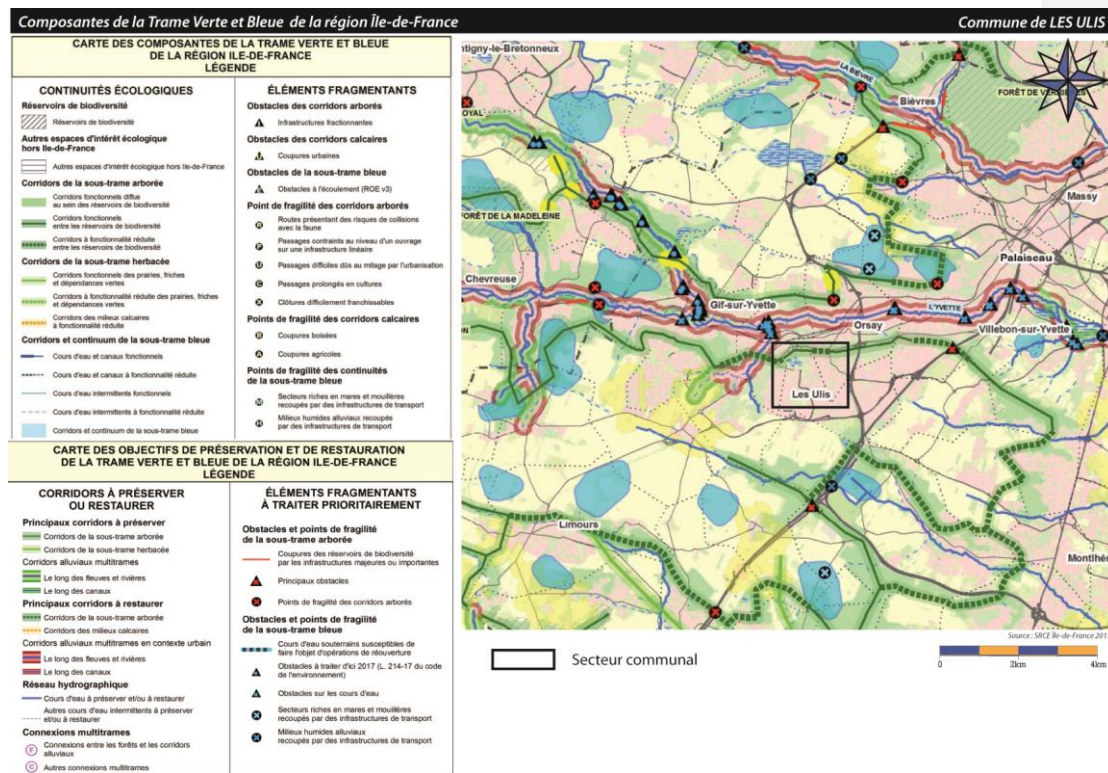 Composantes de la Trame Verte et Bleue de la région Île-de-France
Commune de LES ULIS
CARTE DES COMPOSANTES DE LA TRAME VERTE ET BLEUE
DE LA RÉGION ILE-DE-FRANCE
LÉGENDE
CONTINUITÉS ÉCOLOGIQUES
Réservoirs de biodiversité
Réservoirs de biodiversité
Autres espaces d'intérêt écologique
hors Ile-de-France
Autres espaces d'intérêt écologique hors Ile-de-France
Corridors de la sous-trame arborée
Corridors fonctionnels diffus
au sein des réservoirs de biodiversité
Corridors fonctionnels
entre les réservoirs de biodiversité
Corridors à fonctionnalité réduite
entre les réservoirs de biodiversité
Corridors de la sous-trame herbacée
Corridors fonctionnels des prairies, friches
et dépendances vertes
Corridors à fonctionnalité réduite des prairies, friches
et dépendances vertes
Corridors des milieux calcaires
à fonctionnalité réduite
Corridors et continuum de la sous-trame bleue
Cours d'eau et canaux fonctionnels
Cours d'eau et canaux à fonctionnalité réduite
Cours d'eau intermittents fonctionnels
Cours d'eau intermittents à fonctionnalité réduite
Corridors et continuum de la sous-trame bleue
ÉLÉMENTS FRAGMENTANTS
Obstacles des corridors arborés
Infrastructures fractionnantes
Obstacles des corridors calcaires
Coupures urbaines
Obstacles de la sous-trame bleue
Obstacles à l'écoulement (ROE v3)
Point de fragilité des corridors arborés
R Routes présentant des risques de collisions
avec la faune
P Passages contraints au niveau d'un ouvrage
sur une infrastructure linéaire
U Passages difficiles dûs au mitage par l'urbanisation
C Passages prolongés en cultures
Clôtures difficilement franchissables
Points de fragilité des corridors calcaires
B Coupures boisées
A Coupures agricoles
Points de fragilité des continuités
de la sous-trame bleue
M Secteurs riches en mares et mouillères
recoupés par des infrastructures de transport
H Milieux humides alluviaux recoupés
par des infrastructures de transport
CARTE DES OBJECTIFS DE PRÉSERVATION ET DE RESTAURATION
DE LA TRAME VERTE ET BLEUE DE LA RÉGION ILE-DE-FRANCE
LÉGENDE
CORRIDORS À PRÉSERVER
OU RESTAURER
Principaux corridors à préserver
Corridors de la sous-trame arborée
Corridors de la sous-trame herbacée
Corridors alluviaux multitrames
Le long des fleuves et rivières
Le long des canaux
Principaux corridors à restaurer
Corridors de la sous-trame arborée
Corridors des milieux calcaires
Corridors alluviaux multitrames en contexte urbain
Le long des fleuves et rivières
Le long des canaux
Réseau hydrographique
Cours d'eau à préserver et/ou à restaurer
Autres cours d'eau intermittents à préserver
et/ou à restaurer
Connexions multitrames
F Connexions entre les forêts et les corridors
alluviaux
C Autres connexions multitrames
ÉLÉMENTS FRAGMENTANTS
À TRAITER PRIORITAIREMENT
Obstacles et points de fragilité
de la sous-trame arborée
Coupures des réservoirs de biodiversité
par les infrastructures majeures ou importantes
Principaux obstacles
Points de fragilité des corridors arborés
Obstacles et points de fragilité
de la sous-trame bleue
Cours d'eau souterrains susceptibles de
faire l'objet d'opérations de réouverture
Obstacles à traiter d'ici 2017 (L. 214-17 du code
de l'environnement)
Obstacles sur les cours d'eau
Secteurs riches en mares et mouillères
recoupés par des infrastructures de transport
Milieux humides alluviaux
recoupés par des infrastructures de transport
ntigny-le-Bretonneux
LA BIÈVRE
FORÊT DE
Bièvres
OYAL
Massy
FORÊT DE LA MADELEINE
Palaiseau
Chevreuse
Gif-sur-Yvette
L'YVETTE
Orsay
Villebon-sur-Yvette
ON
Les Ulis
Limours
Montlhér
Source : SRCE Île-de-France 201
Secteur communal
0 2km 4km